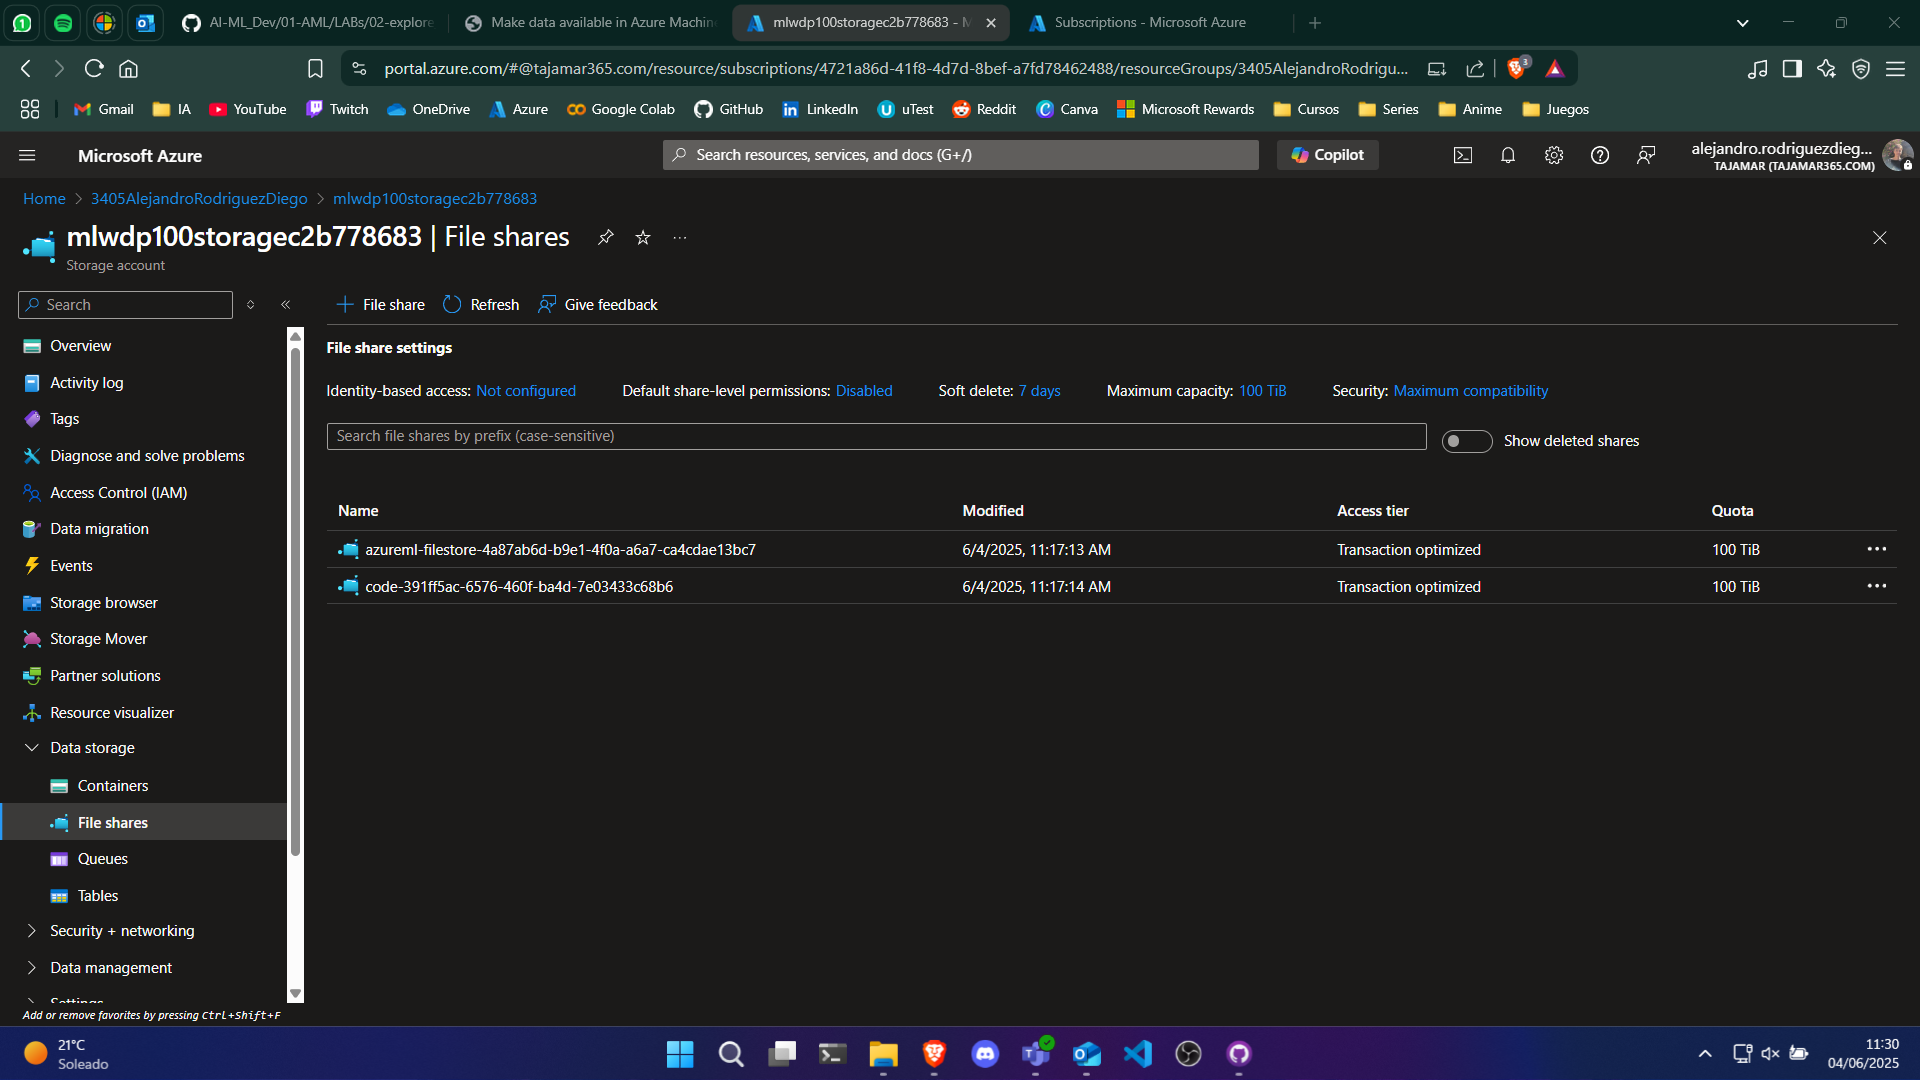 AI-ML_Dev/01-AML/LABs/02-explore
Make data available in Azure Machin
mlwdp100storagec2b778683 - M
Subscriptions - Microsoft Azure
portal.azure.com/#@tajamar365.com/resource/subscriptions/4721a86d-41f8-4d7d-8bef-a7fd78462488/resourceGroups/3405AlejandroRodrigu...
3
Gmail
IA
YouTube
Twitch
OneDrive
Azure
Google Colab
GitHub
LinkedIn
uTest
Reddit
Canva
Microsoft Rewards
Cursos
Series
Anime
Juegos
Microsoft Azure
Search resources, services, and docs (G+/)
Copilot
alejandro.rodriguezdieg...
TAJAMAR (TAJAMAR365.COM)
Home > 3405AlejandroRodriguezDiego > mlwdp100storagec2b778683
mlwdp100storagec2b778683 | File shares
Storage account
Search
File share
Refresh
Give feedback
Overview
Activity log
Tags
Diagnose and solve problems
Access Control (IAM)
Data migration
Events
Storage browser
Storage Mover
Partner solutions
Resource visualizer
Data storage
Containers
File shares
Queues
Tables
Security + networking
Data management
Settings
Add or remove favorites by pressing Ctrl+Shift+F
File share settings
Identity-based access: Not configured
Default share-level permissions: Disabled
Soft delete: 7 days
Maximum capacity: 100 TiB
Security: Maximum compatibility
Search file shares by prefix (case-sensitive)
Show deleted shares
Name Modified Access tier Quota
azureml-filestore-4a87ab6d-b9e1-4f0a-a6a7-ca4cdae13bc7 6/4/2025, 11:17:13 AM Transaction optimized 100 TiB
code-391ff5ac-6576-460f-ba4d-7e03433c68b6 6/4/2025, 11:17:14 AM Transaction optimized 100 TiB
21°C
Soleado
11:30
04/06/2025